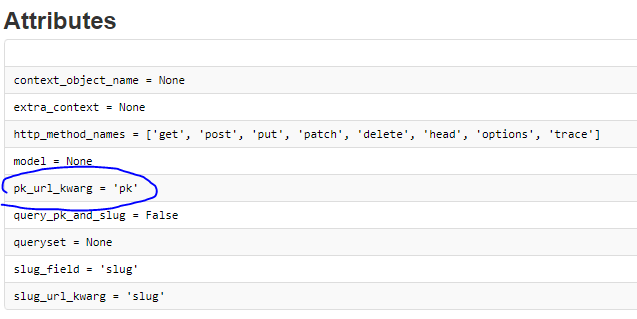 Attributes
context_object_name = None
extra_context = None
http_method_names = ['get', 'post', 'put', 'patch', 'delete', 'head', 'options', 'trace']
model = None
pk_url_kwarg = 'pk'
query_pk_and_slug = False
queryset = None
slug_field = 'slug'
slug_url_kwarg = 'slug'